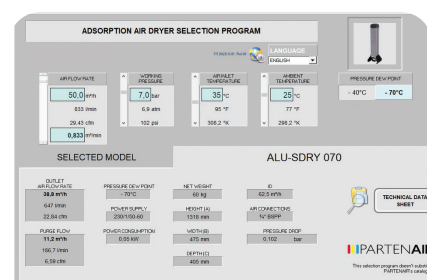 ADSORPTION AIR DRYER SELECTION PROGRAM
LANGUAGE
ENGLISH
AIR FLOW RATE
50,0 m³/h
833 l/min
29,43 cfm
0,833 m³/min
WORKING PRESSURE
7,0 bar
6,9 atm
102 psi
AIR INLET TEMPERATURE
35 °C
95 °F
308,2 °K
AMBIENT TEMPERATURE
25 °C
77 °F
298,2 °K
PRESSURE DEW POINT
- 40°C - 70°C
SELECTED MODEL
ALU-SDRY 070
OUTLET AIR FLOW RATE
38,8 m³/h
647 l/min
22,84 cfm
PURGE FLOW
11,2 m³/h
186,7 l/min
6,59 cfm
PRESSURE DEW POINT
- 70°C
POWER SUPPLY
230/1/50-60
POWER CONSUMPTION
0,05 kW
NET WEIGHT
60 kg
HEIGHT (A)
1318 mm
WIDTH (B)
475 mm
DEPTH (C)
405 mm
ID
62,5 m³/h
AIR CONNECTIONS
¾" BSPP
PRESSURE DROP
0,102 bar
TECHNICAL DATA
SHEET
PARTENAIR
This selection program doesn't substi
PARTENAIR's catalog